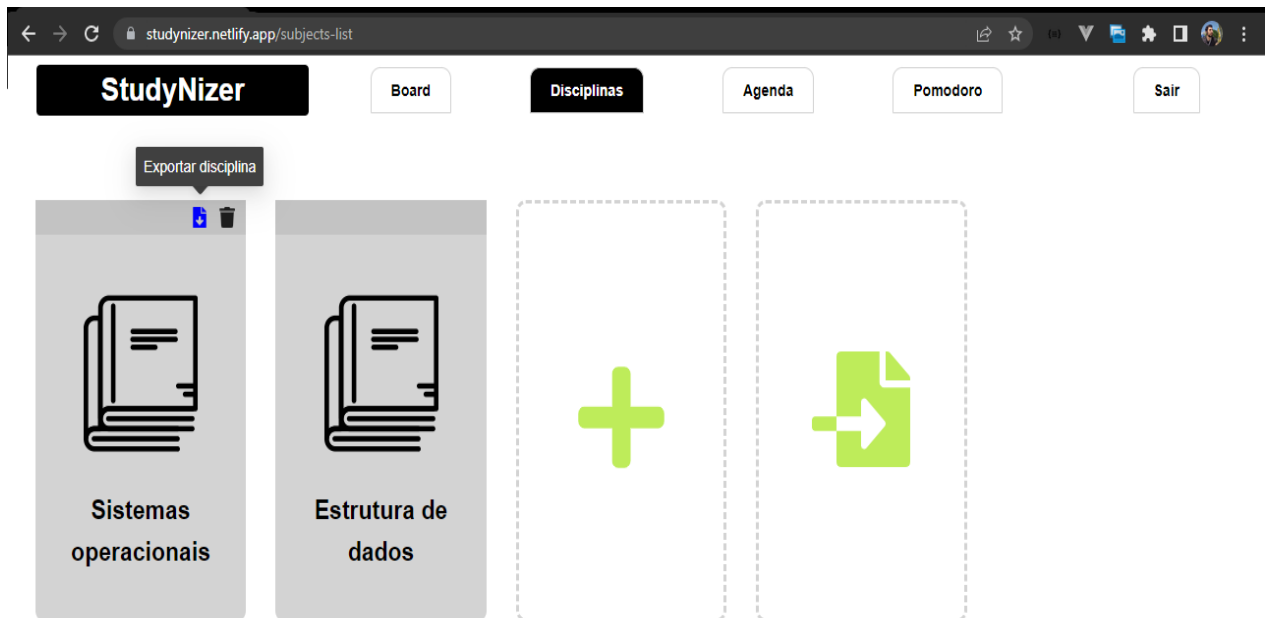 studynizer.netlify.app/subjects-list
StudyNizer
Board
Disciplinas
Agenda
Pomodoro
Sair
Exportar disciplina
Sistemas
operacionais
Estrutura de
dados